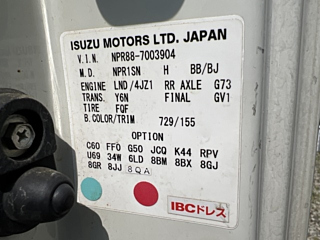 ISUZU MOTORS LTD. JAPAN
V.I.N. NPR88-7003904
M.D. NPR1SN H BB/BJ
ENGINE LND/4JZ1 RR AXLE G73
TRANS. Y6N FINAL GV1
TIRE FQF
B.COLOR/TRIM 729/155
OPTION
C60 FF0 G50 JCQ K44 RPV
U69 34W 6LD 8BM 8BX 8GJ
8GR 8JJ 8QA
IBCドレス